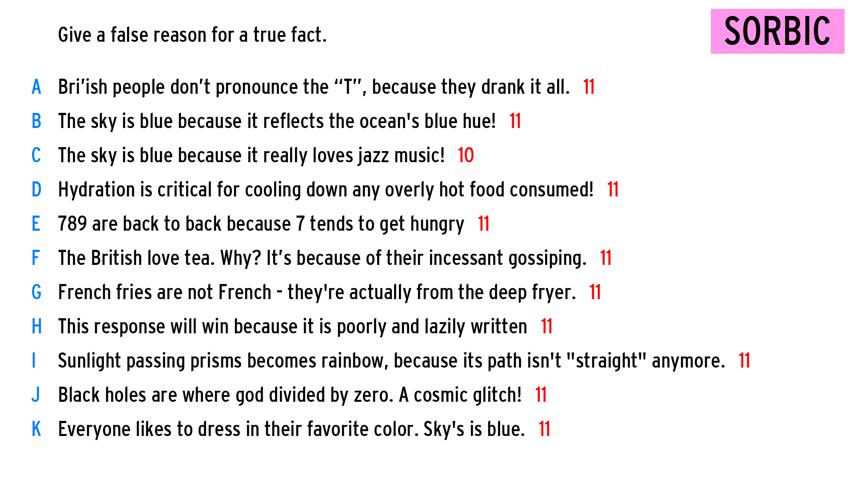 Give a false reason for a true fact.
SORBIC
A Bri’ish people don’t pronounce the “T”, because they drank it all. 11
B The sky is blue because it reflects the ocean's blue hue! 11
C The sky is blue because it really loves jazz music! 10
D Hydration is critical for cooling down any overly hot food consumed! 11
E 789 are back to back because 7 tends to get hungry 11
F The British love tea. Why? It’s because of their incessant gossiping. 11
G French fries are not French - they're actually from the deep fryer. 11
H This response will win because it is poorly and lazily written 11
I Sunlight passing prisms becomes rainbow, because its path isn't "straight" anymore. 11
J Black holes are where god divided by zero. A cosmic glitch! 11
K Everyone likes to dress in their favorite color. Sky's is blue. 11